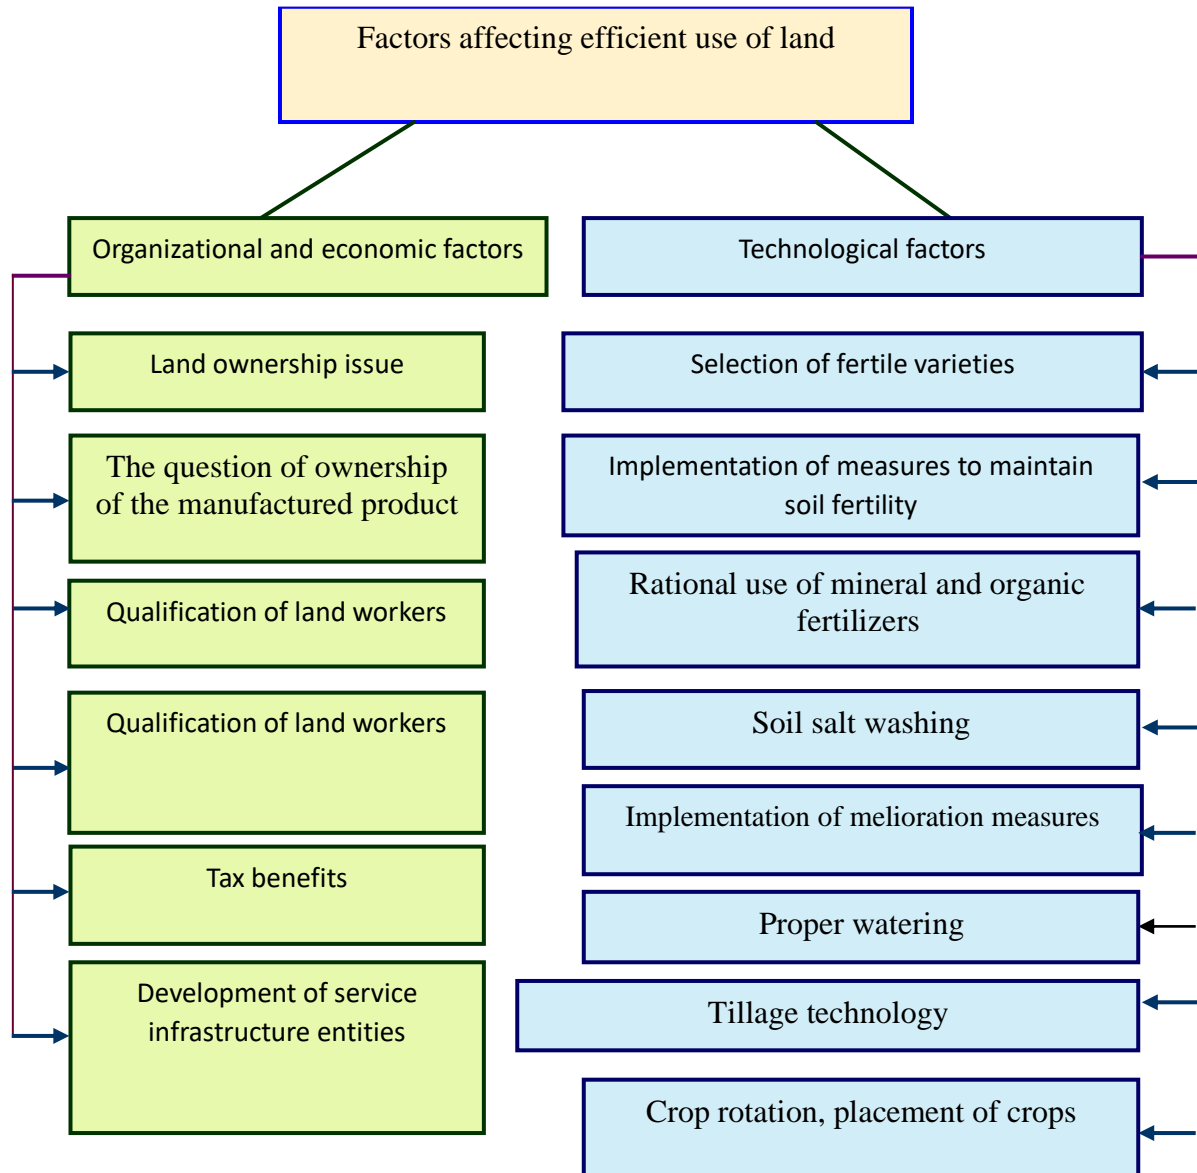 Factors affecting efficient use of land
Organizational and economic factors
Land ownership issue
The question of ownership
of the manufactured product
Qualification of land workers
Qualification of land workers
Tax benefits
Development of service
infrastructure entities
Technological factors
Selection of fertile varieties
Implementation of measures to maintain
soil fertility
Rational use of mineral and organic
fertilizers
Soil salt washing
Implementation of melioration measures
Proper watering
Tillage technology
Crop rotation, placement of crops